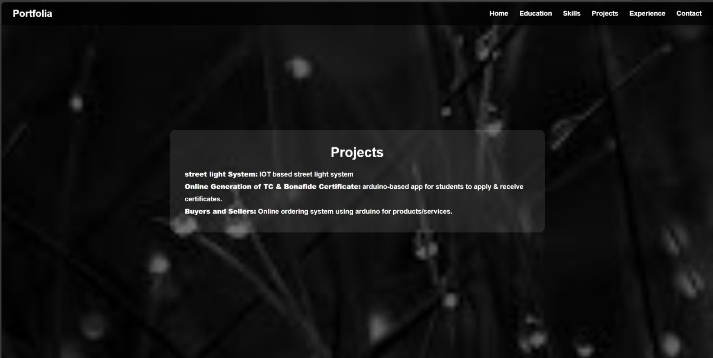 Portfolia
Home Education Skills Projects Experience Contact
Projects
street light System: IOT based street light system
Online Generation of TC & Bonafide Certificate: arduino-based app for students to apply & receive
certificates.
Buyers and Sellers: Online ordering system using arduino for products/services.